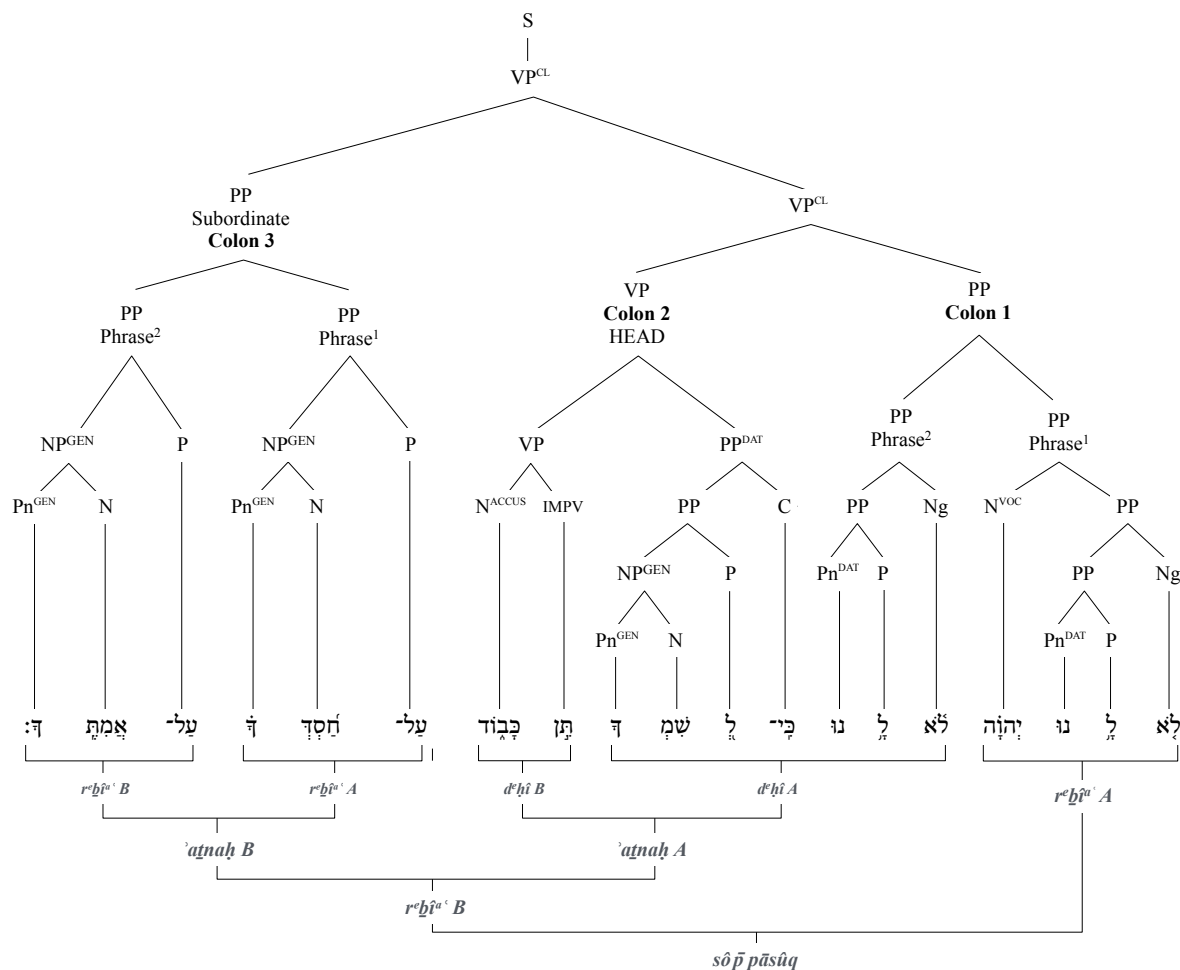 S
VP^CL
PP
Subordinate
Colon 3
VP^CL
VP
Colon 2
HEAD
PP
Colon 1
PP
Phrase²
PP
Phrase¹
PP
Phrase²
PP
Phrase¹
NP^GEN P NP^GEN P VP PP^DAT
Pn^GEN N Pn^GEN N N^ACCUS IMPV PP C PP Ng N^VOC PP
NP^GEN P Pn^DAT P PP Ng
Pn^GEN N Pn^DAT P
לֹ֤א לָ֥ נוּ יְהוָ֗ה לֹ֫א לָ֥ נוּ כִּֽי־ לְ֭ שִׁמְ ךָ תֵּ֣ן כָּב֑וֹד עַל־ חַ֝סְדְּ ךָ֗ עַל־ אֲמִתֶּֽ ךָ׃
rᵉḇîᵃʿ B rᵉḇîᵃʿ A dᵉḥî B dᵉḥî A rᵉḇîᵃʿ A
ʾaṯnaḥ B ʾaṯnaḥ A
rᵉḇîᵃʿ B
sôp̄ pāsûq